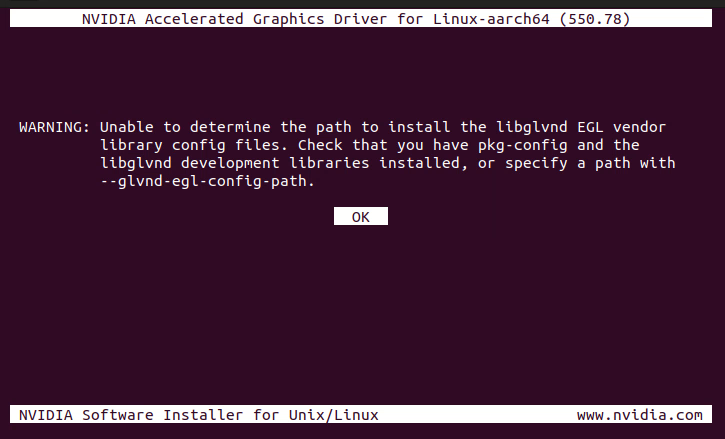 NVIDIA Accelerated Graphics Driver for Linux-aarch64 (550.78)
WARNING: Unable to determine the path to install the libglvnd EGL vendor
library config files. Check that you have pkg-config and the
libglvnd development libraries installed, or specify a path with
--glvnd-egl-config-path.
OK
NVIDIA Software Installer for Unix/Linux www.nvidia.com